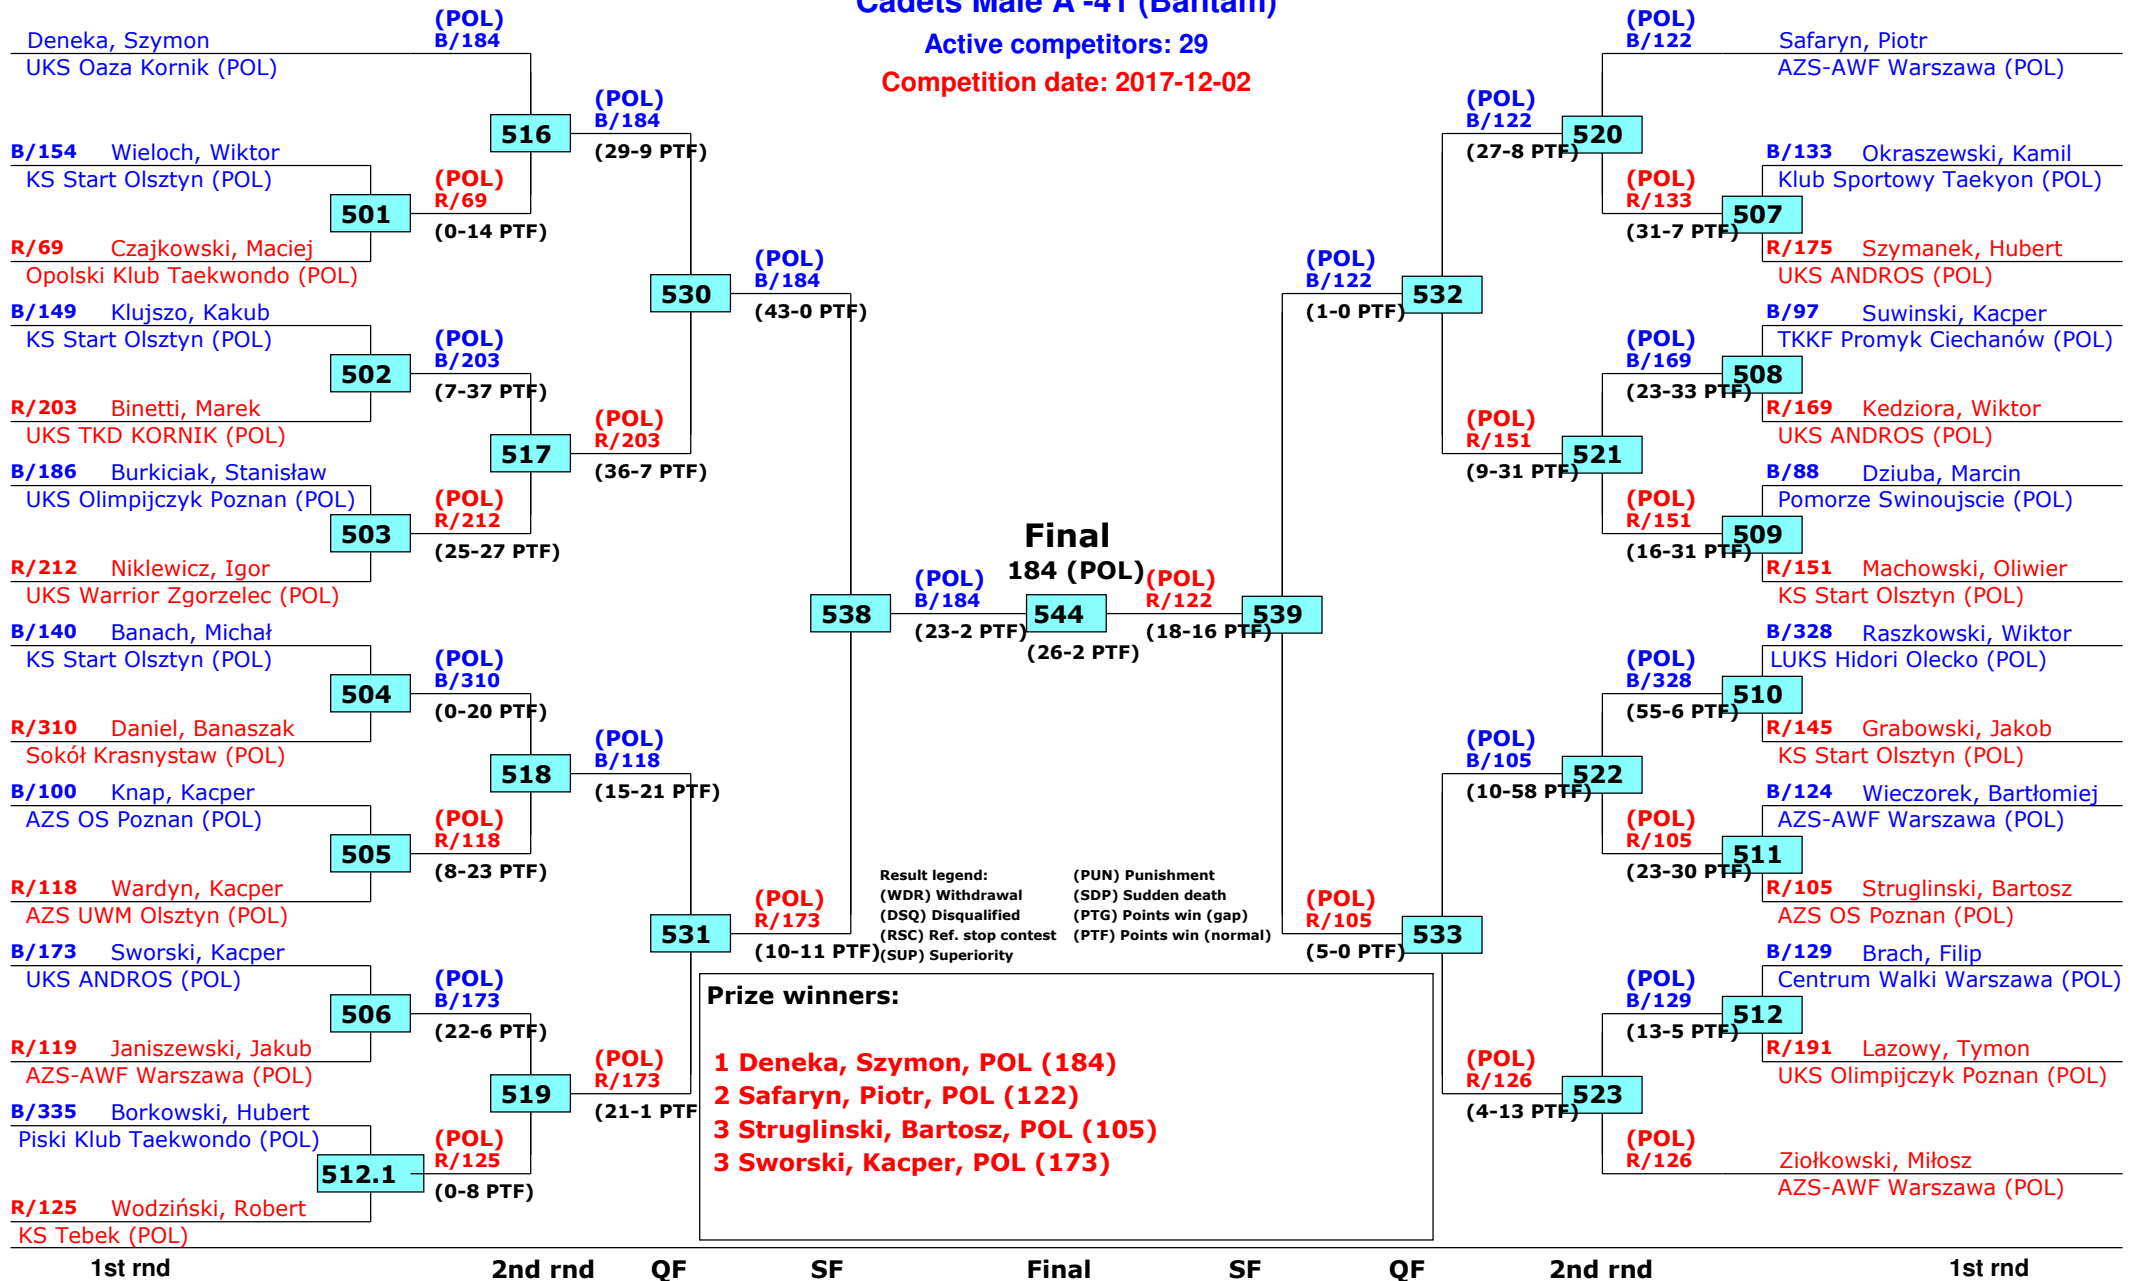 Cadets Male A -41 (Bantam)
Active competitors: 29
Competition date: 2017-12-02
Deneka, Szymon
UKS Oaza Kornik (POL)
(POL)
B/184
B/154 Wieloch, Wiktor
KS Start Olsztyn (POL)
501
R/69 Czajkowski, Maciej
Opolski Klub Taekwondo (POL)
(POL)
R/69
(0-14 PTF)
516
(POL)
B/184
(29-9 PTF)
B/149 Klujszo, Kakub
KS Start Olsztyn (POL)
502
R/203 Binetti, Marek
UKS TKD KORNIK (POL)
(POL)
B/203
(7-37 PTF)
517
(POL)
R/203
(36-7 PTF)
B/186 Burkiciak, Stanisław
UKS Olimpijczyk Poznan (POL)
503
R/212 Niklewicz, Igor
UKS Warrior Zgorzelec (POL)
(POL)
R/212
(25-27 PTF)
530
(POL)
B/184
(43-0 PTF)
B/140 Banach, Michał
KS Start Olsztyn (POL)
504
R/310 Daniel, Banaszak
Sokół Krasnystaw (POL)
(POL)
B/310
(0-20 PTF)
518
(POL)
B/118
(15-21 PTF)
B/100 Knap, Kacper
AZS OS Poznan (POL)
505
R/118 Wardyn, Kacper
AZS UWM Olsztyn (POL)
(POL)
R/118
(8-23 PTF)
531
(POL)
R/173
(10-11 PTF)
B/173 Sworski, Kacper
UKS ANDROS (POL)
506
R/119 Janiszewski, Jakub
AZS-AWF Warszawa (POL)
(POL)
B/173
(22-6 PTF)
519
(POL)
R/173
(21-1 PTF
B/335 Borkowski, Hubert
Piski Klub Taekwondo (POL)
512.1
R/125 Wodziński, Robert
KS Tebek (POL)
(POL)
R/125
(0-8 PTF)
538
(POL)
B/184
(23-2 PTF)
Final
184 (POL)
544
(26-2 PTF)
(POL)
R/122
(18-16 PTF)
539
(POL)
B/122
(1-0 PTF)
532
(POL)
B/122
(27-8 PTF)
520
(POL)
B/122
Safaryn, Piotr
AZS-AWF Warszawa (POL)
(POL)
R/133
(31-7 PTF)
507
B/133 Okraszewski, Kamil
Klub Sportowy Taekyon (POL)
R/175 Szymanek, Hubert
UKS ANDROS (POL)
(POL)
R/151
(9-31 PTF)
521
(POL)
B/169
(23-33 PTF)
508
B/97 Suwinski, Kacper
TKKF Promyk Ciechanów (POL)
R/169 Kedziora, Wiktor
UKS ANDROS (POL)
(POL)
R/151
(16-31 PTF)
509
B/88 Dziuba, Marcin
Pomorze Swinoujscie (POL)
R/151 Machowski, Oliwier
KS Start Olsztyn (POL)
(POL)
R/105
(5-0 PTF)
533
(POL)
B/105
(10-58 PTF)
522
(POL)
B/328
(55-6 PTF)
510
B/328 Raszkowski, Wiktor
LUKS Hidori Olecko (POL)
R/145 Grabowski, Jakob
KS Start Olsztyn (POL)
(POL)
R/105
(23-30 PTF)
511
B/124 Wieczorek, Bartłomiej
AZS-AWF Warszawa (POL)
R/105 Struglinski, Bartosz
AZS OS Poznan (POL)
(POL)
R/126
(4-13 PTF)
523
(POL)
B/129
(13-5 PTF)
512
B/129 Brach, Filip
Centrum Walki Warszawa (POL)
R/191 Lazowy, Tymon
UKS Olimpijczyk Poznan (POL)
(POL)
R/126
Ziołkowski, Miłosz
AZS-AWF Warszawa (POL)
Result legend:
(WDR) Withdrawal
(DSQ) Disqualified
(RSC) Ref. stop contest
(SUP) Superiority
(PUN) Punishment
(SDP) Sudden death
(PTG) Points win (gap)
(PTF) Points win (normal)
Prize winners:
1 Deneka, Szymon, POL (184)
2 Safaryn, Piotr, POL (122)
3 Struglinski, Bartosz, POL (105)
3 Sworski, Kacper, POL (173)
1st rnd 2nd rnd QF SF Final SF QF 2nd rnd 1st rnd